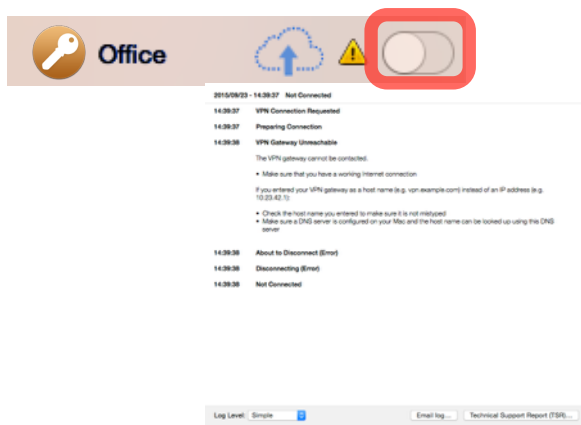 Office
2015/09/23 - 14:39:37 Not Connected
14:39:37 VPN Connection Requested
14:39:37 Preparing Connection
14:39:38 VPN Gateway Unreachable
The VPN gateway cannot be contacted.
• Make sure that you have a working Internet connection
If you entered your VPN gateway as a host name (e.g. vpn.example.com) instead of an IP address (e.g.
10.23.42.1):
• Check the host name you entered to make sure it is not mistyped
• Make sure a DNS server is configured on your Mac and the host name can be looked up using this DNS
server
14:39:38 About to Disconnect (Error)
14:39:38 Disconnecting (Error)
14:39:38 Not Connected
Log Level: Simple Email log... Technical Support Report (TSR)...